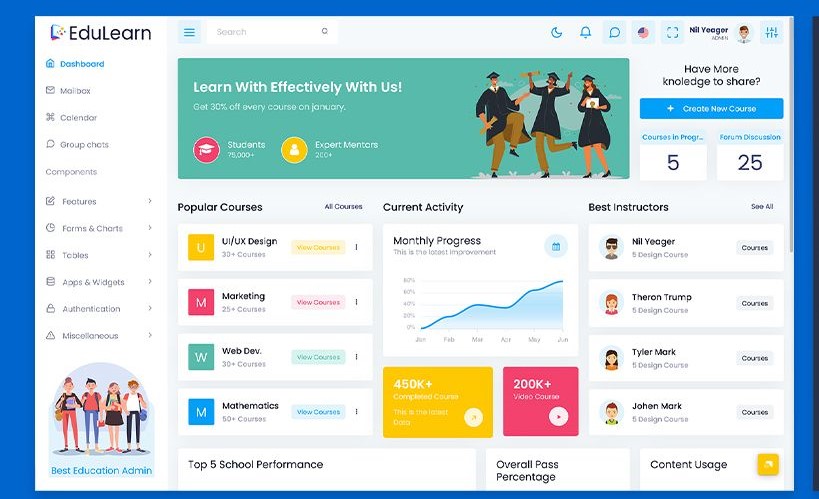 EduLearn
Search
Nil Yeager
ADMIN
Dashboard
Mailbox
Calendar
Group chats
Components
Features
Forms & Charts
Tables
Apps & Widgets
Authentication
Miscellaneous
Best Education Admin
Learn With Effectively With Us!
Get 30% off every course on january.
Students
75,000+
Expert Mentors
200+
Have More
knoledge to share?
+ Create New Course
Courses in Progr...
5
Forum Discussion
25
Popular Courses
All Courses
U
UI/UX Design
30+ Courses
View Courses
M
Marketing
25+ Courses
View Courses
W
Web Dev.
30+ Courses
View Courses
M
Mathematics
50+ Courses
View Courses
Current Activity
Monthly Progress
This is the latest Improvement
80%
60%
40%
20%
0%
Jan Feb Mar Apr May Jun
450K+
Completed Course
This is the latest
Data
200K+
Video Course
Best Instructors
See All
Nil Yeager
5 Design Course
Courses
Theron Trump
5 Design Course
Courses
Tyler Mark
5 Design Course
Courses
Johen Mark
5 Design Course
Courses
Top 5 School Performance
Overall Pass
Percentage
Content Usage